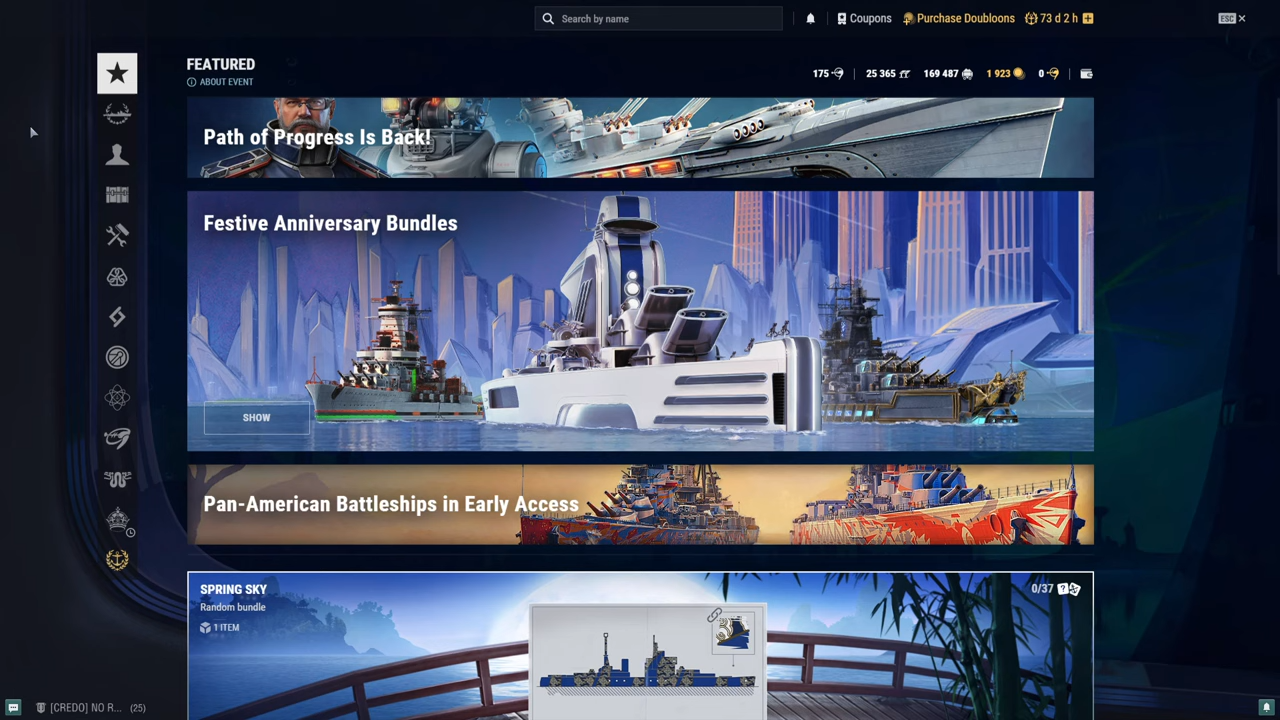 Search by name
Coupons
Purchase Doubloons
73 d 2 h
ESC
FEATURED
ABOUT EVENT
175
25 365
169 487
1 923
0
Path of Progress Is Back!
Festive Anniversary Bundles
SHOW
Pan-American Battleships in Early Access
SPRING SKY
Random bundle
1 ITEM
0/37
3
[CREDO] NO R... (25)